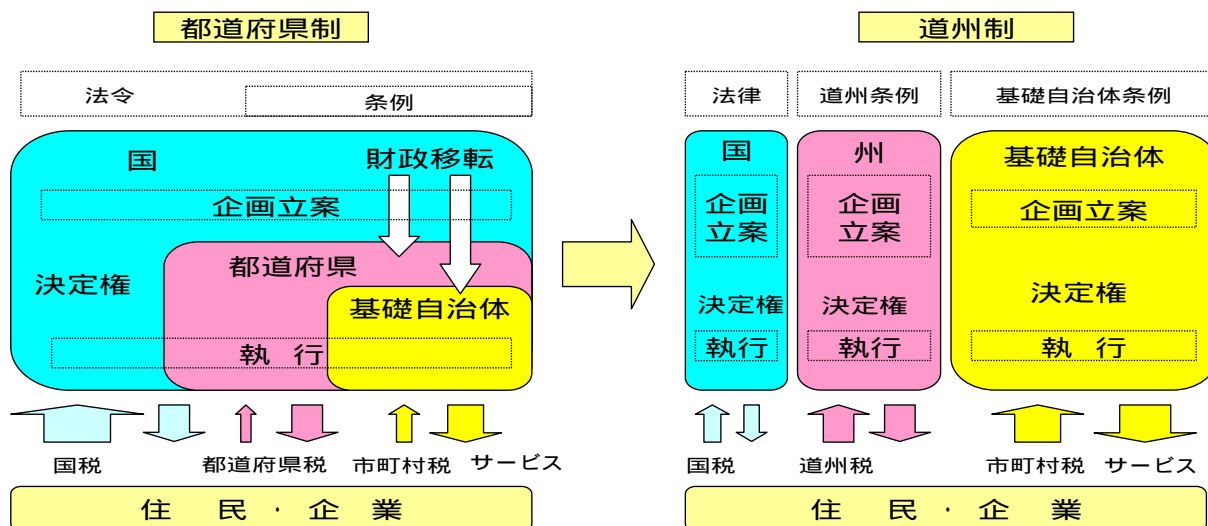 都道府県制
法令
条例
国
財政移転
企画立案
都道府県
決定権
基礎自治体
執 行
国税
都道府県税
市町村税
サービス
住 民 ・ 企 業
道州制
法律
道州条例
基礎自治体条例
国
州
基礎自治体
企画
立案
企画
立案
企画立案
決定権
決定権
決定権
執行
執行
執 行
国税
道州税
市町村税
サービス
住 民 ・ 企 業